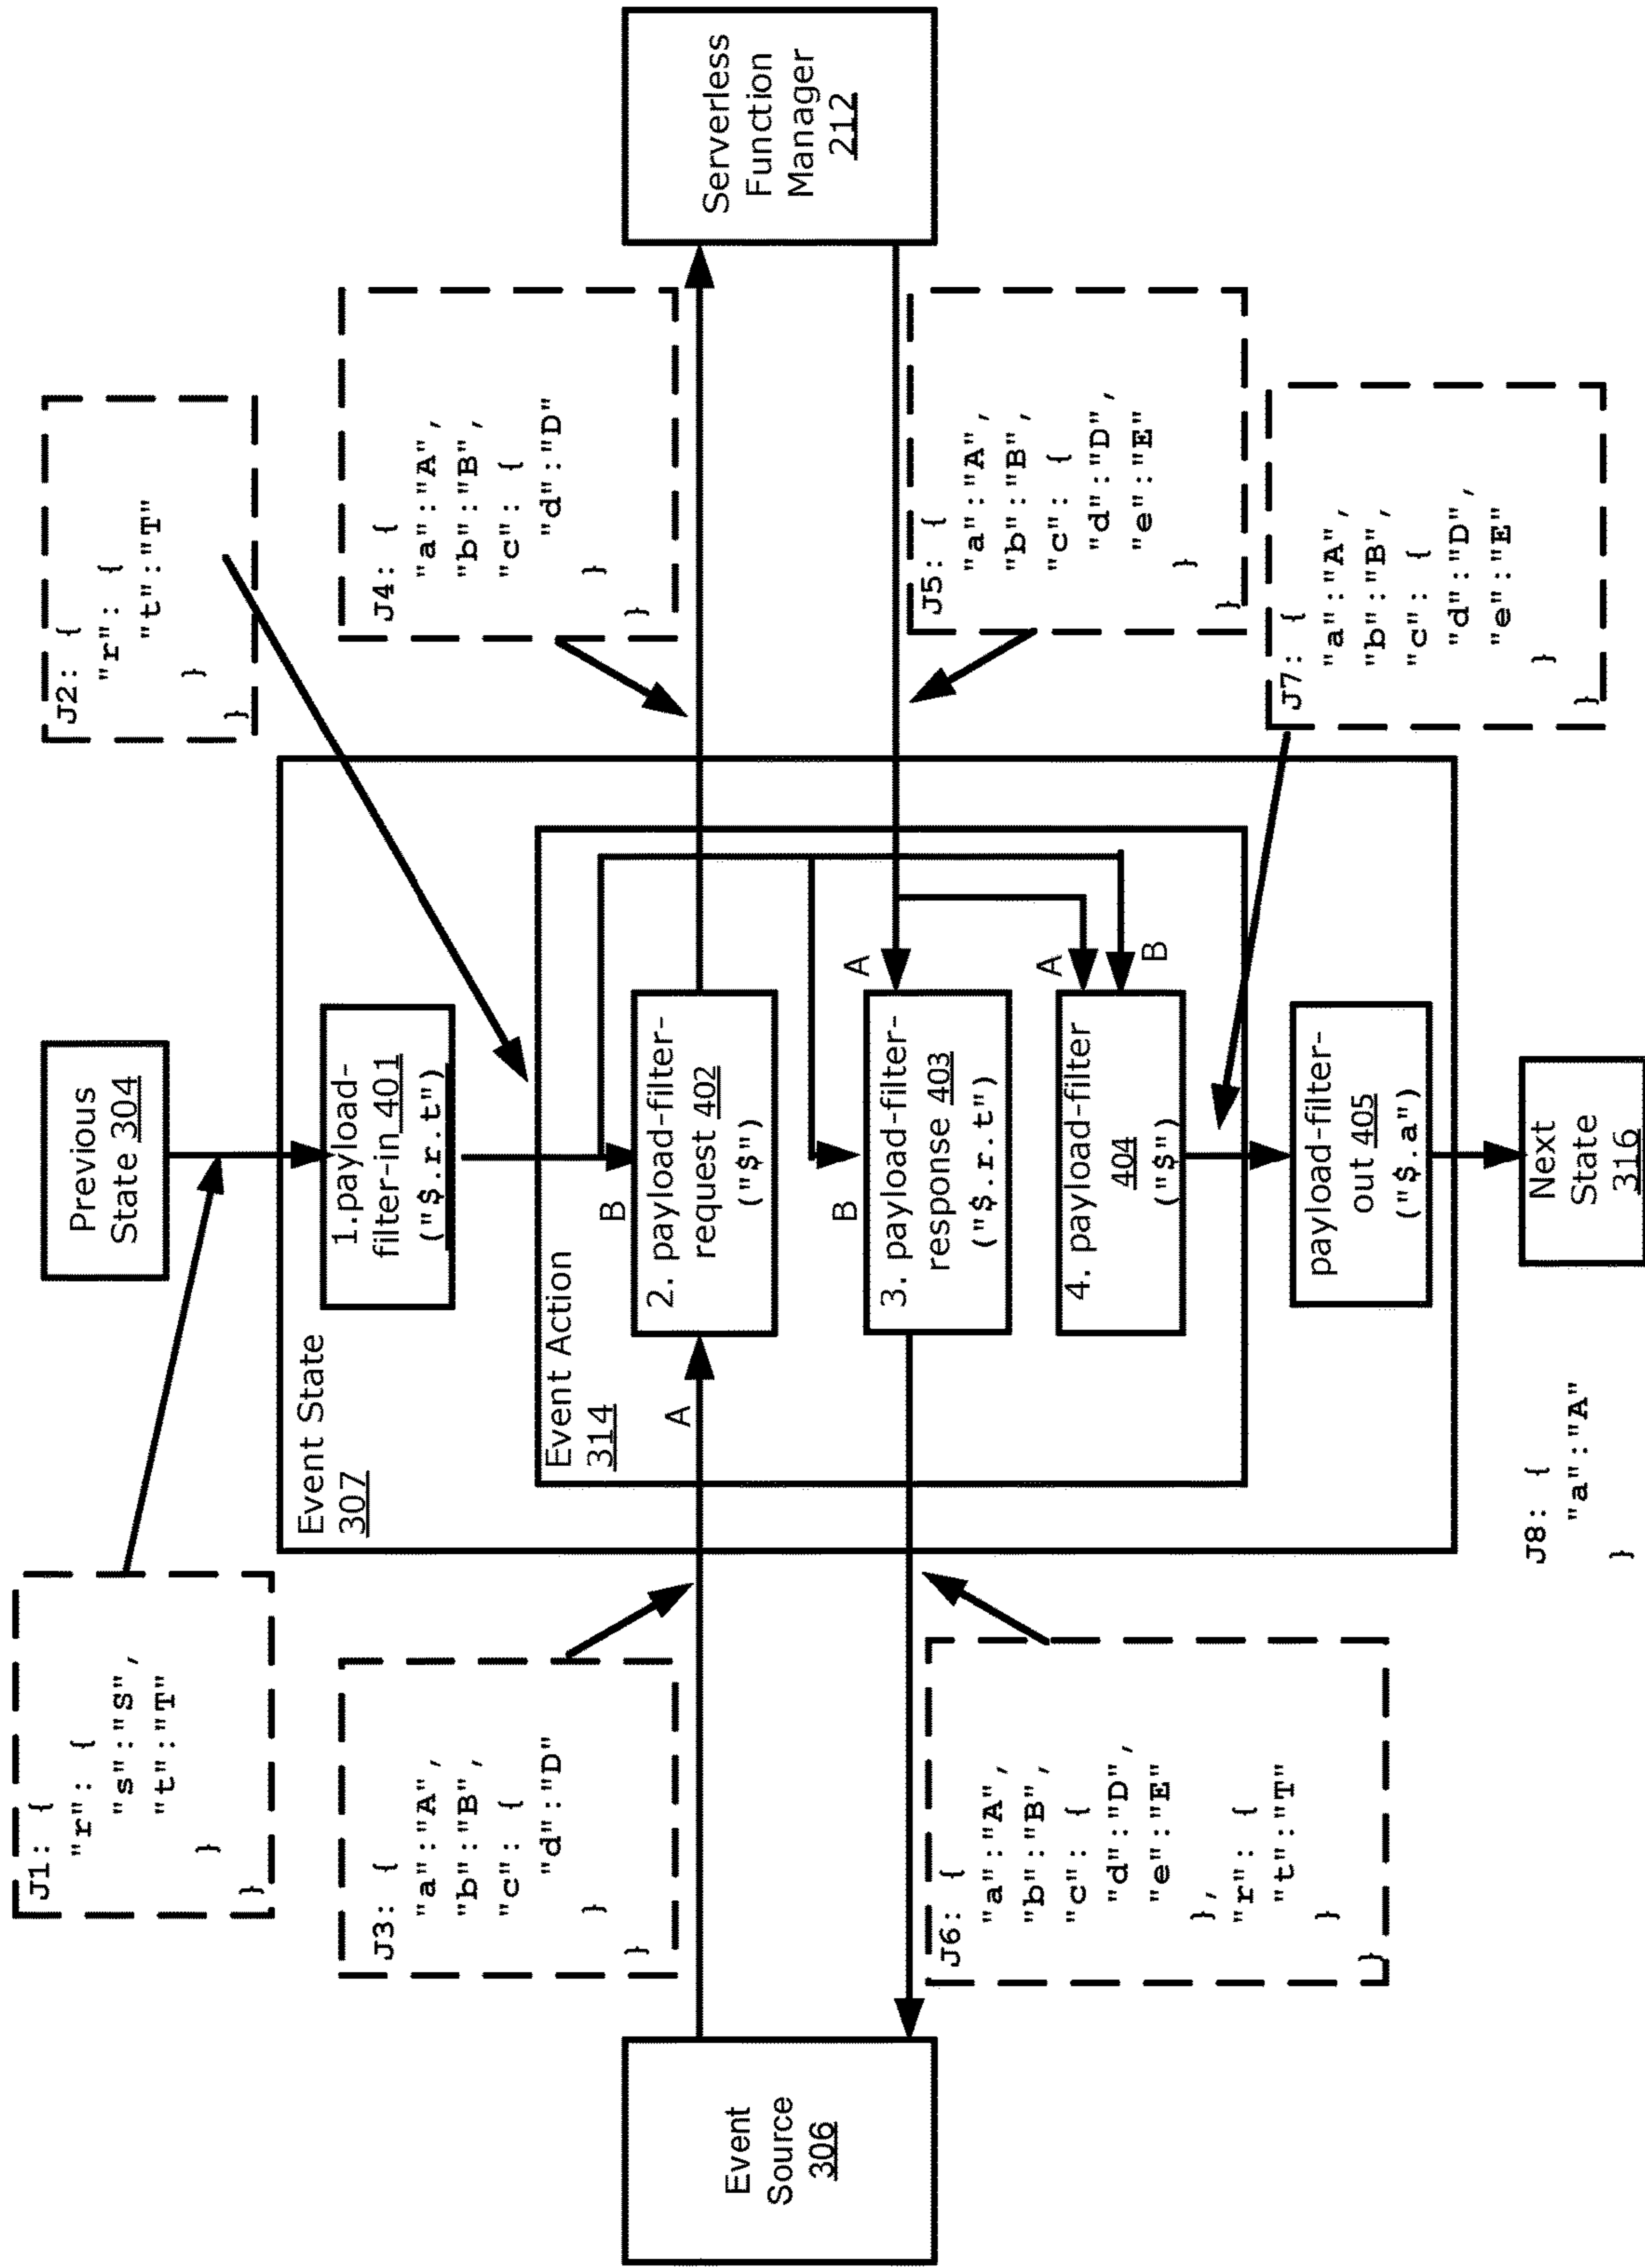 Previous
State 304
J1: {
"r": {
"s":"S",
"t":"T"
}
}
J2: {
"r": {
"t":"T"
}
}
Event State
307
1.payload-
filter-in 401
("$.r.t")
Event Action
314
J3: {
"a":"A",
"b":"B",
"c": {
"d":"D"
}
}
A
B
2. payload-filter-
request 402
("$")
J4: {
"a":"A",
"b":"B",
"c": {
"d":"D"
}
}
Event
Source
306
Serverless
Function
Manager
212
B
A
3. payload-filter-
response 403
("$.r.t")
J5: {
"a":"A",
"b":"B",
"c": {
"d":"D",
"e":"E"
}
}
J6: {
"a":"A",
"b":"B",
"c": {
"d":"D",
"e":"E"
},
"r": {
"t":"T"
}
}
4. payload-filter
404
("$")
A
B
J7: {
"a":"A",
"b":"B",
"c": {
"d":"D",
"e":"E"
}
}
payload-filter-
out 405
("$.a")
J8: {
"a":"A"
}
Next
State
316